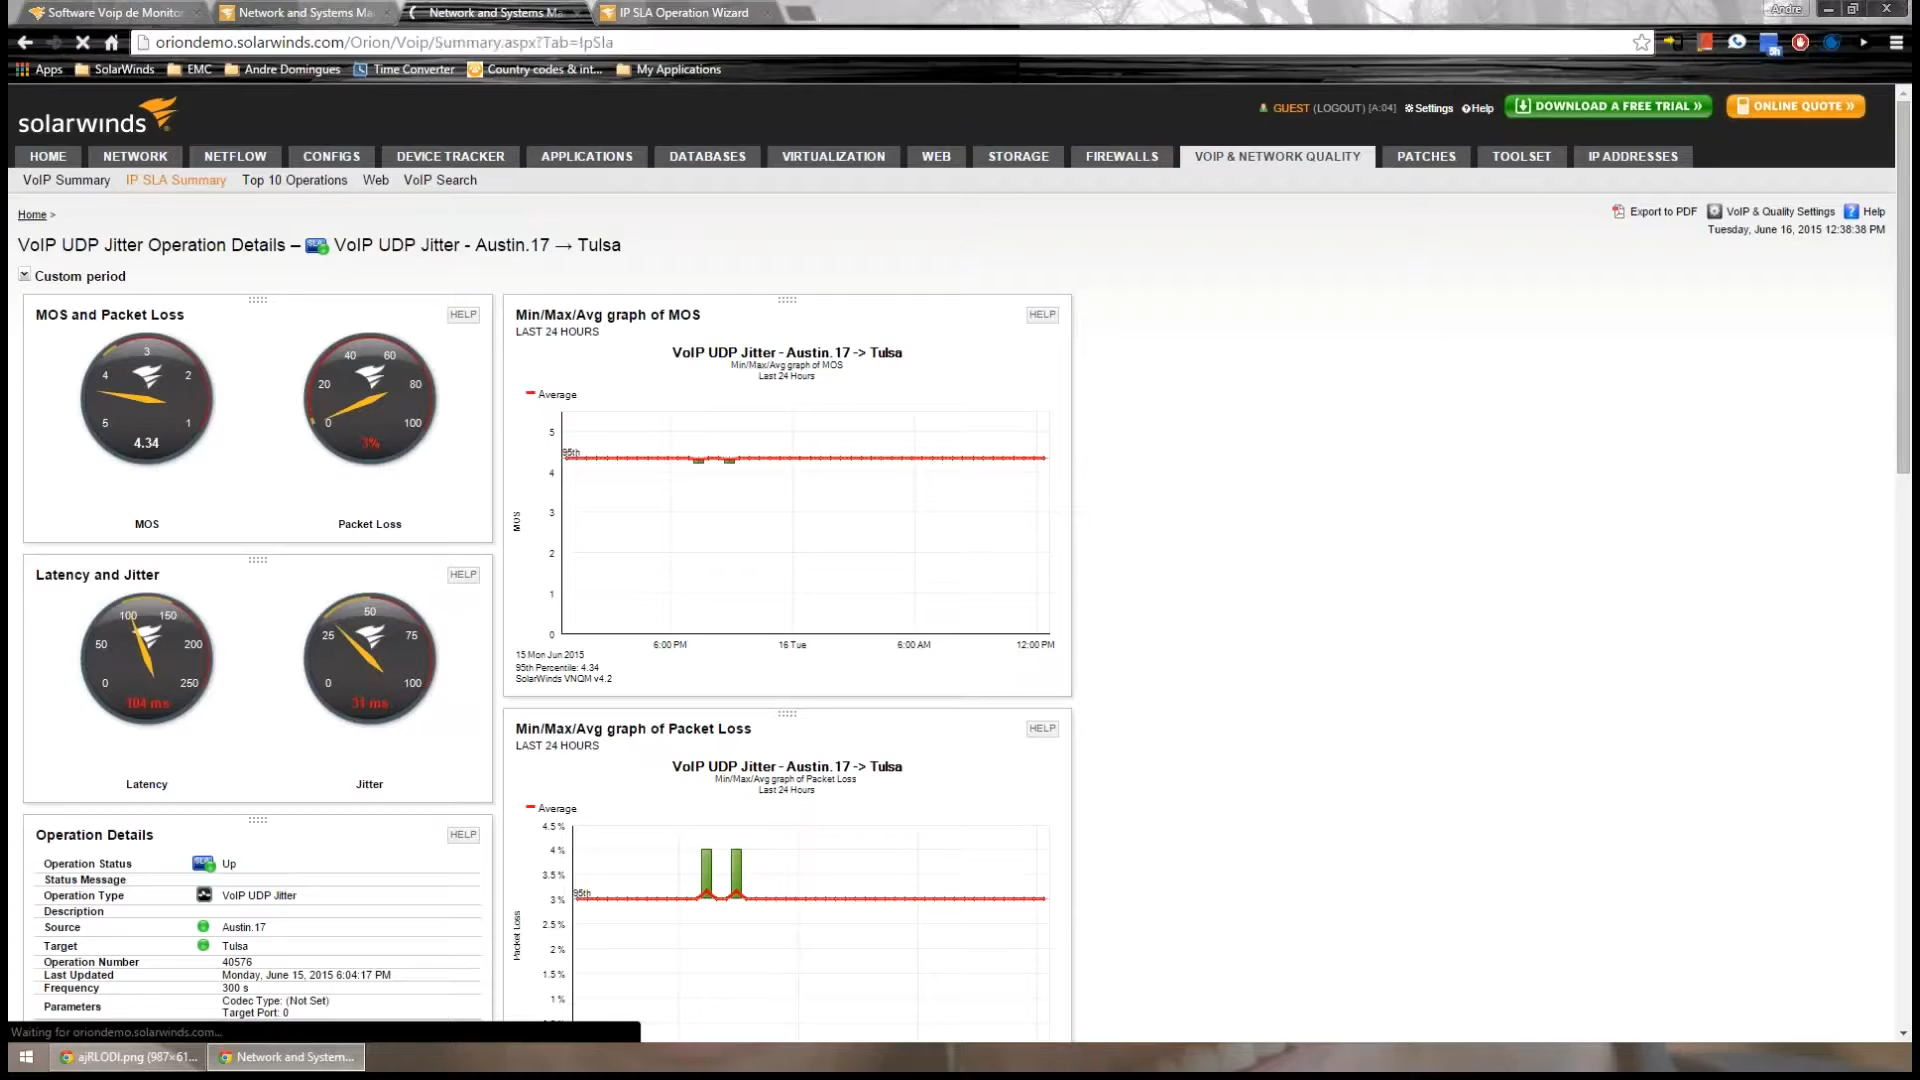 Software Voip de Monitor
Network and Systems Ma
Network and Systems Ma
IP SLA Operation Wizard
Andre
oriondemo.solarwinds.com/Orion/Voip/Summary.aspx?Tab=IpSla
Apps SolarWinds EMC Andre Domingues Time Converter Country codes & int... My Applications
solarwinds
GUEST (LOGOUT) [A:04] Settings Help DOWNLOAD A FREE TRIAL » ONLINE QUOTE »
HOME NETWORK NETFLOW CONFIGS DEVICE TRACKER APPLICATIONS DATABASES VIRTUALIZATION WEB STORAGE FIREWALLS VOIP & NETWORK QUALITY PATCHES TOOLSET IP ADDRESSES
VoIP Summary IP SLA Summary Top 10 Operations Web VoIP Search
Home >
Export to PDF VoIP & Quality Settings Help
Tuesday, June 16, 2015 12:38:38 PM
VoIP UDP Jitter Operation Details – VoIP UDP Jitter - Austin.17 → Tulsa
Custom period
MOS and Packet Loss HELP
5 4 3 2 1
4.34
MOS
0 20 40 60 80 100
3%
Packet Loss
Latency and Jitter HELP
0 50 100 150 200 250
104 ms
Latency
0 25 50 75 100
31 ms
Jitter
Operation Details HELP
Operation Status Up
Status Message
Operation Type VoIP UDP Jitter
Description
Source Austin.17
Target Tulsa
Operation Number 40576
Last Updated Monday, June 15, 2015 6:04:17 PM
Frequency 300 s
Parameters Codec Type: (Not Set)
Target Port: 0
Min/Max/Avg graph of MOS HELP
LAST 24 HOURS
VoIP UDP Jitter - Austin.17 -> Tulsa
Min/Max/Avg graph of MOS
Last 24 Hours
Average
5
95th
4
3
MOS
2
1
0
6:00 PM 16 Tue 6:00 AM 12:00 PM
15 Mon Jun 2015
95th Percentile: 4.34
SolarWinds VNQM v4.2
Min/Max/Avg graph of Packet Loss HELP
LAST 24 HOURS
VoIP UDP Jitter - Austin.17 -> Tulsa
Min/Max/Avg graph of Packet Loss
Last 24 Hours
Average
4.5 %
4 %
3.5 %
95th
3 %
2.5 %
Packet Loss
2 %
1.5 %
1 %
Waiting for oriondemo.solarwinds.com...
ajRLODI.png (987×61...
Network and System...